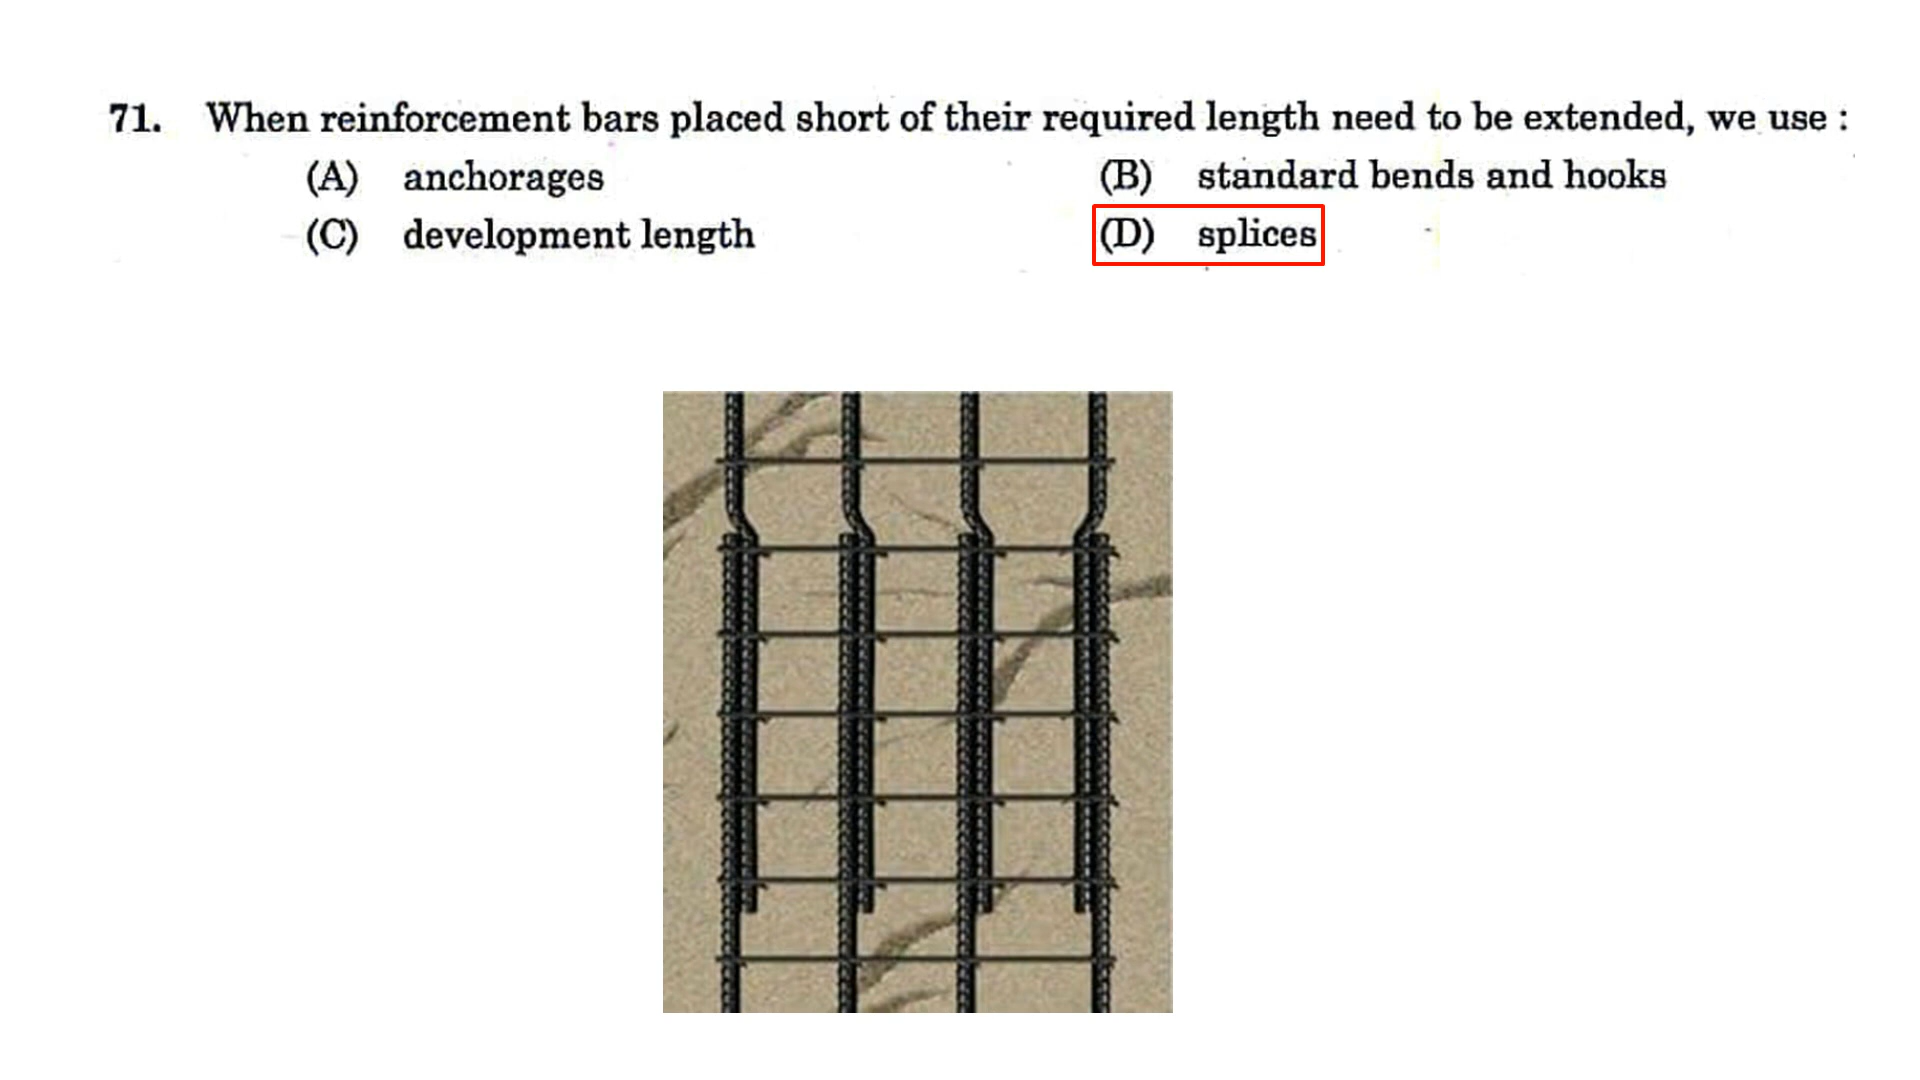 71. When reinforcement bars placed short of their required length need to be extended, we use :
(A) anchorages (B) standard bends and hooks
(C) development length (D) splices